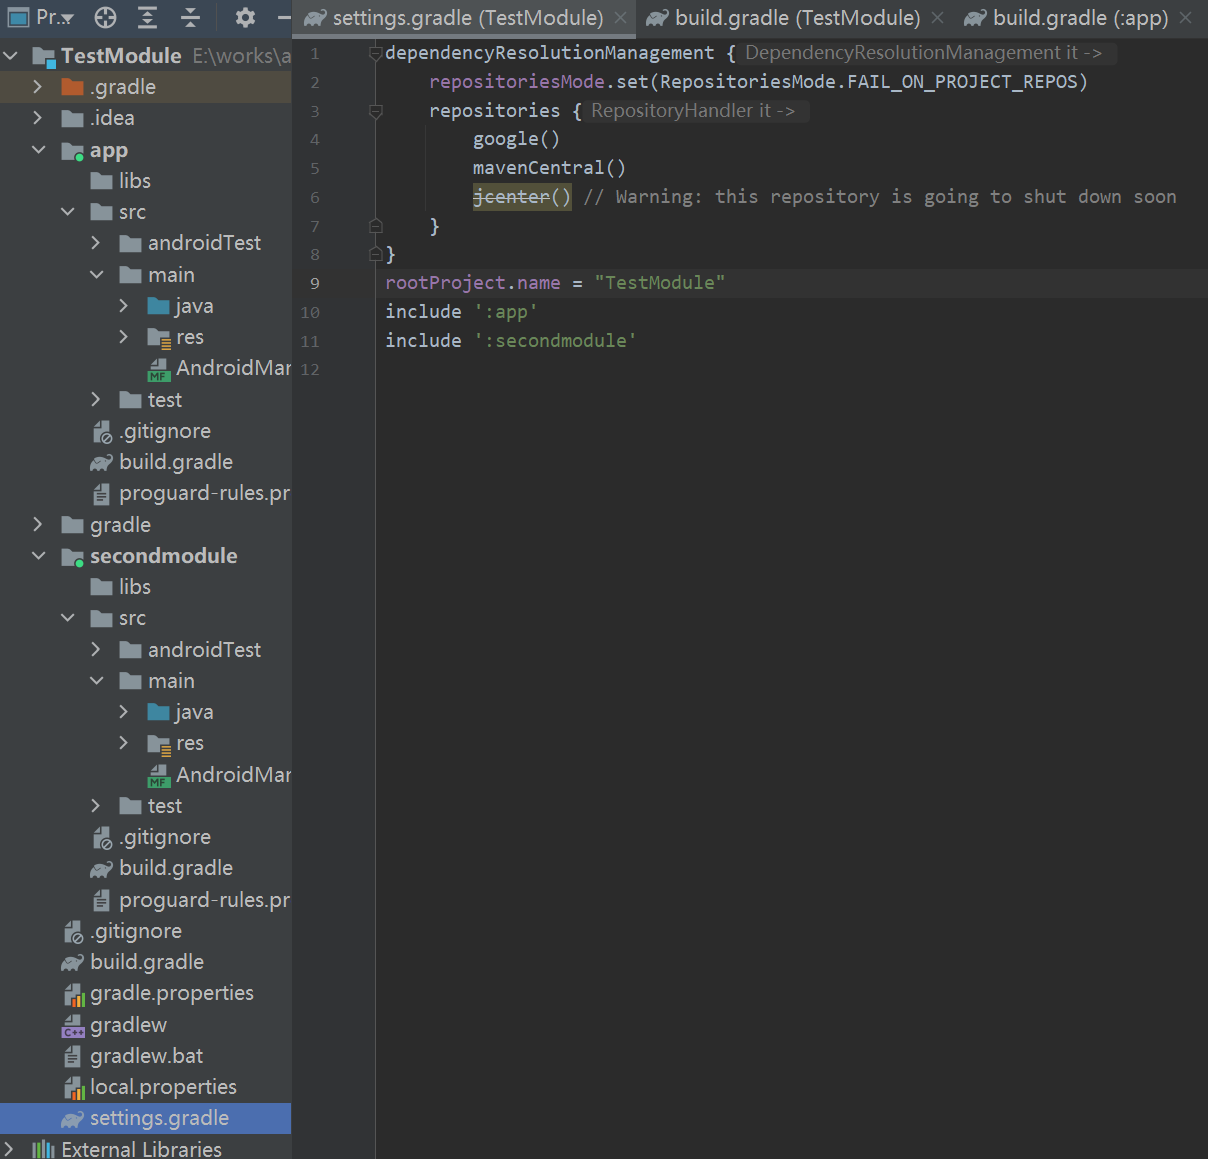 Pr...
settings.gradle (TestModule)
build.gradle (TestModule)
build.gradle (:app)
TestModule E:\works\a
.gradle
.idea
app
libs
src
androidTest
main
java
res
MF AndroidMar
test
.gitignore
build.gradle
proguard-rules.pr
gradle
secondmodule
libs
src
androidTest
main
java
res
MF AndroidMar
test
.gitignore
build.gradle
proguard-rules.pr
.gitignore
build.gradle
gradle.properties
C++ gradlew
gradlew.bat
local.properties
settings.gradle
External Libraries
1 dependencyResolutionManagement { DependencyResolutionManagement it ->
2 repositoriesMode.set(RepositoriesMode.FAIL_ON_PROJECT_REPOS)
3 repositories { RepositoryHandler it ->
4 google()
5 mavenCentral()
6 jcenter() // Warning: this repository is going to shut down soon
7 }
8 }
9 rootProject.name = "TestModule"
10 include ':app'
11 include ':secondmodule'
12